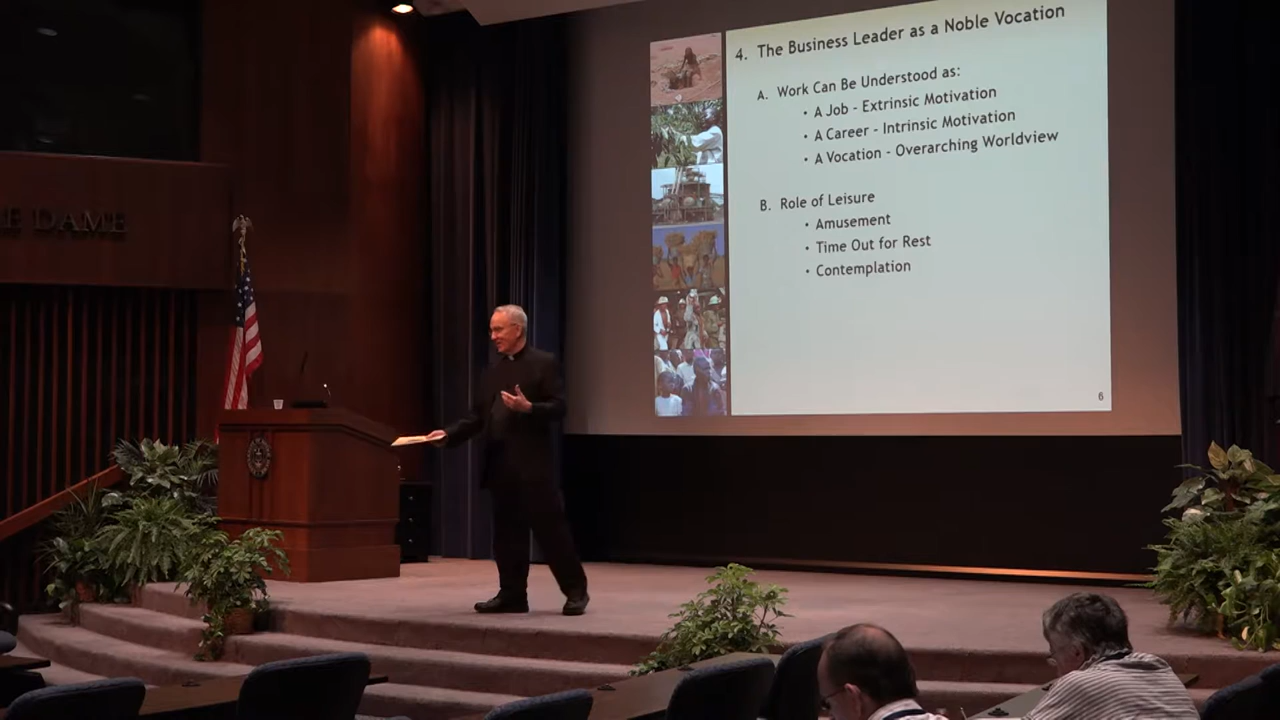 4. The Business Leader as a Noble Vocation
A. Work Can Be Understood as:
• A Job - Extrinsic Motivation
• A Career - Intrinsic Motivation
• A Vocation - Overarching Worldview
B. Role of Leisure
• Amusement
• Time Out for Rest
• Contemplation
6
E DAME